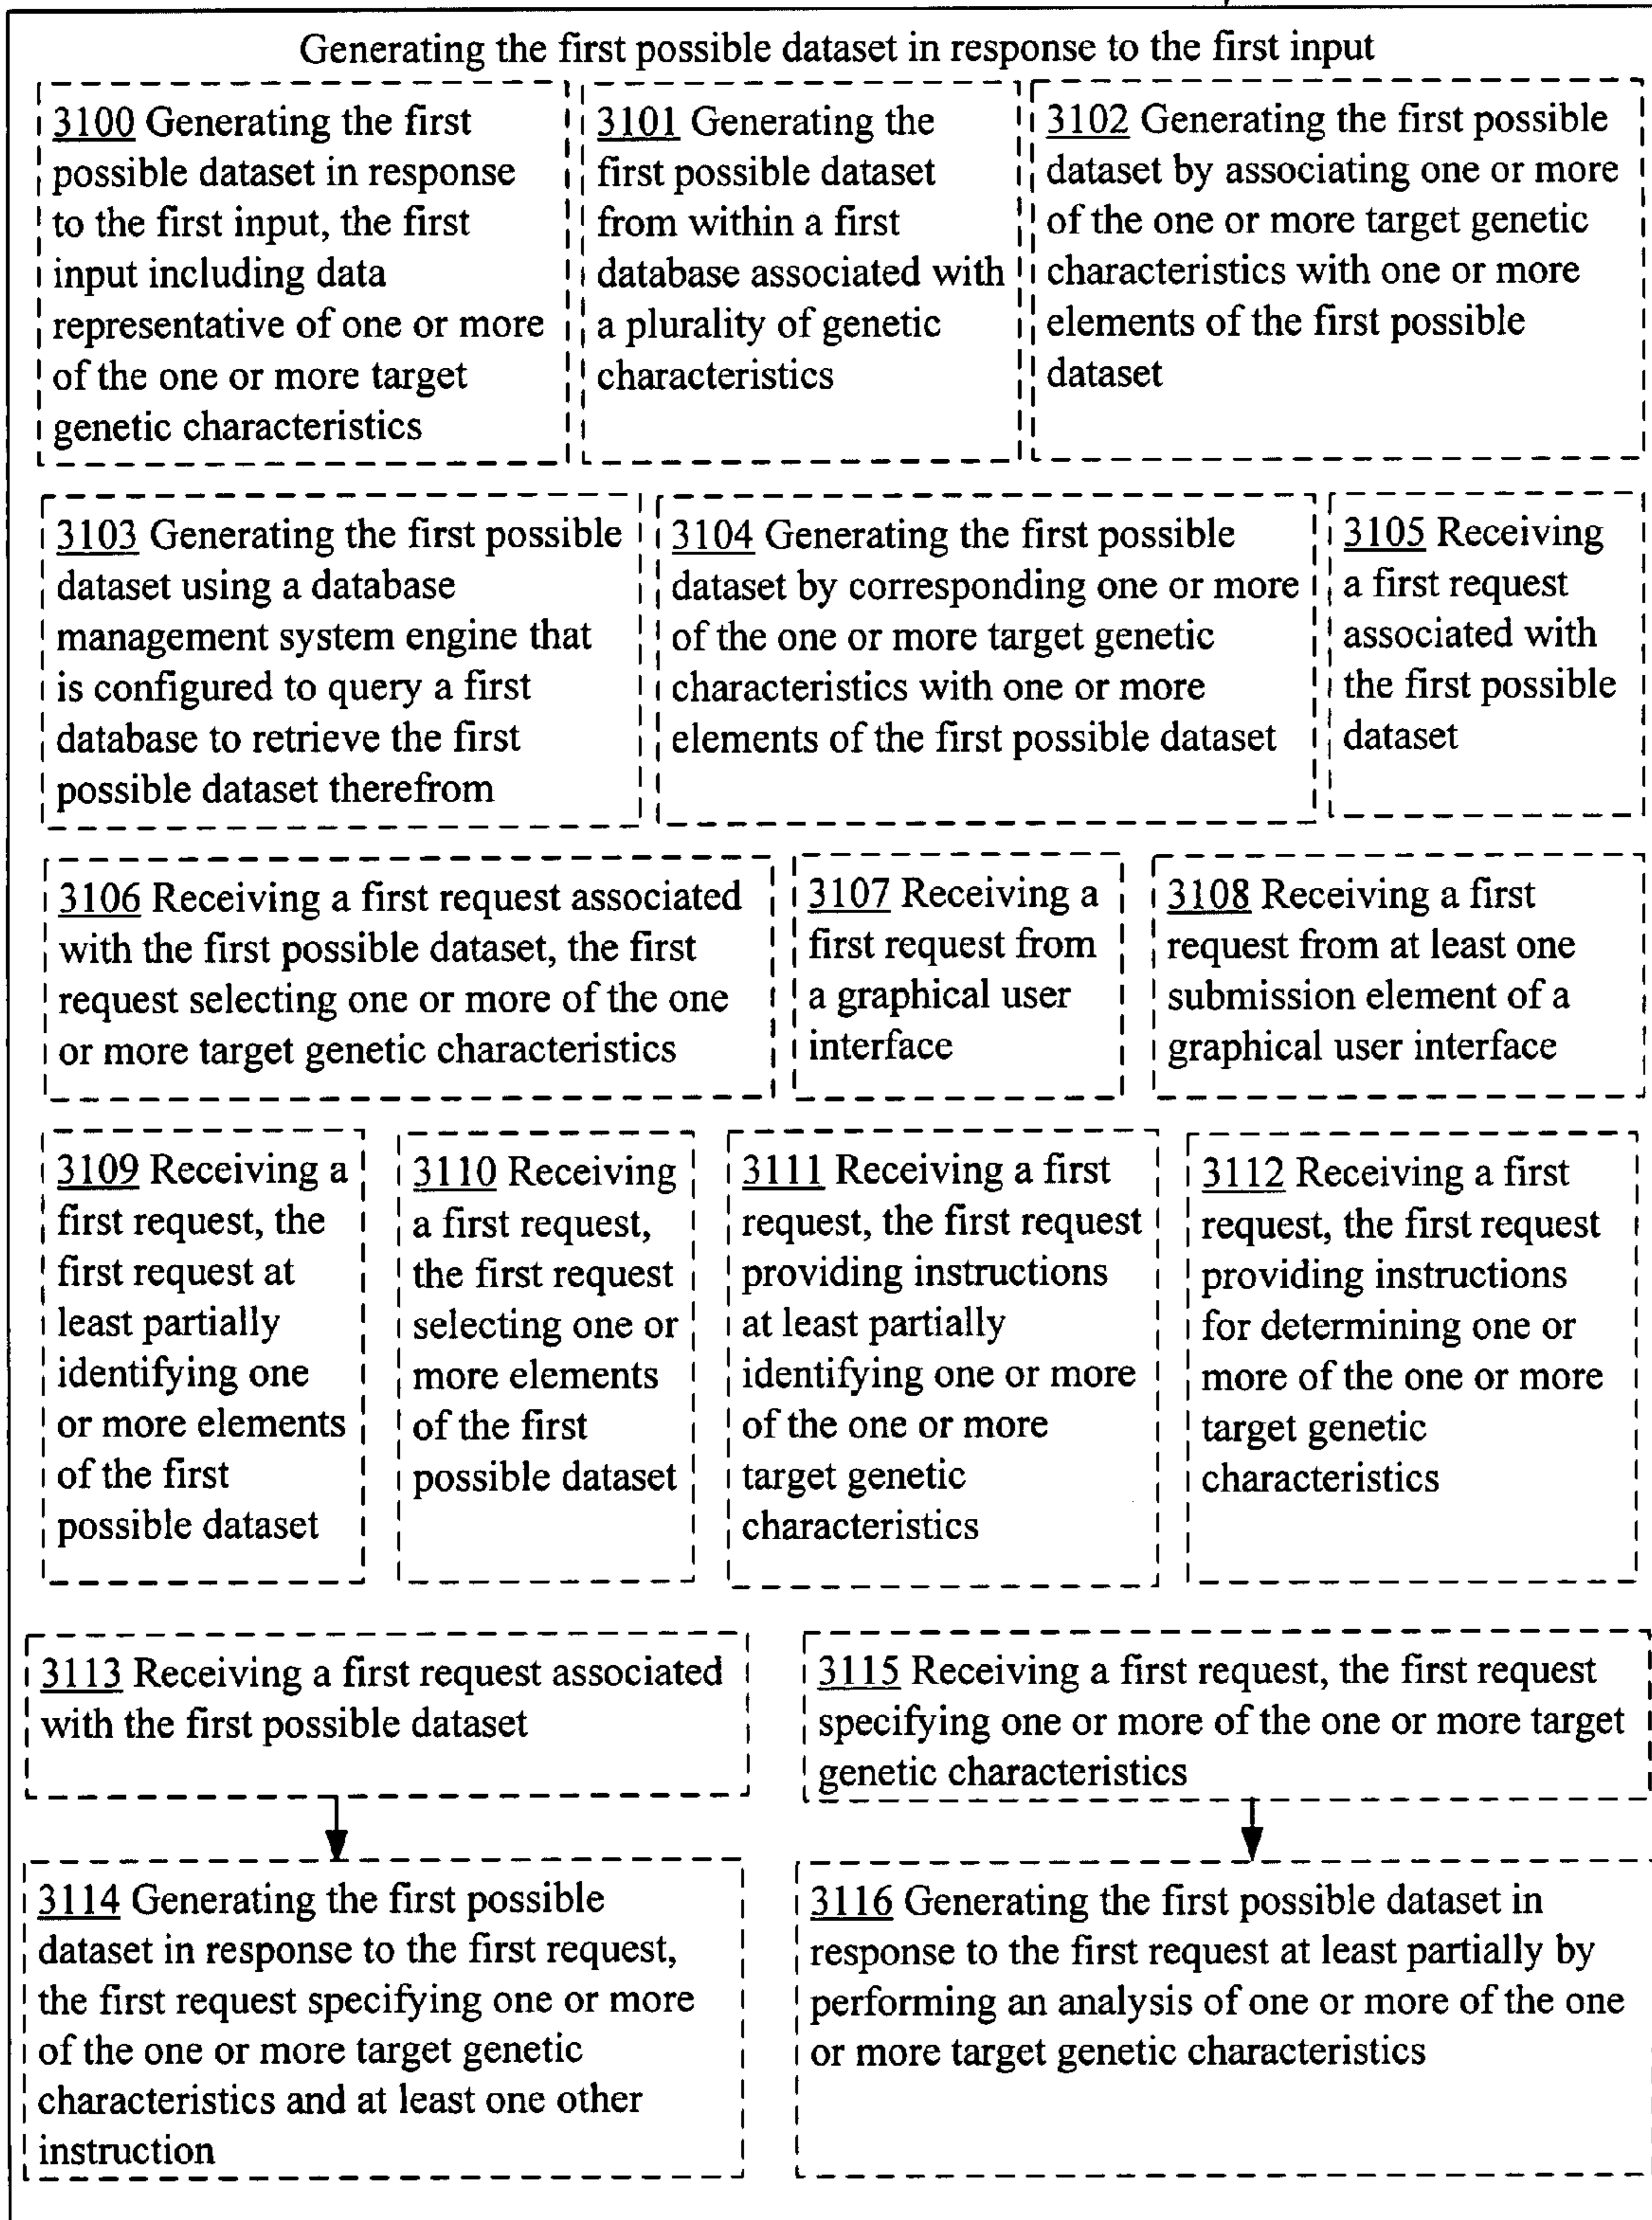 Generating the first possible dataset in response to the first input
3100 Generating the first
possible dataset in response
to the first input, the first
input including data
representative of one or more
of the one or more target
genetic characteristics
3101 Generating the
first possible dataset
from within a first
database associated with
a plurality of genetic
characteristics
3102 Generating the first possible
dataset by associating one or more
of the one or more target genetic
characteristics with one or more
elements of the first possible
dataset
3103 Generating the first possible
dataset using a database
management system engine that
is configured to query a first
database to retrieve the first
possible dataset therefrom
3104 Generating the first possible
dataset by corresponding one or more
of the one or more target genetic
characteristics with one or more
elements of the first possible dataset
3105 Receiving
a first request
associated with
the first possible
dataset
3106 Receiving a first request associated
with the first possible dataset, the first
request selecting one or more of the one
or more target genetic characteristics
3107 Receiving a
first request from
a graphical user
interface
3108 Receiving a first
request from at least one
submission element of a
graphical user interface
3109 Receiving a
first request, the
first request at
least partially
identifying one
or more elements
of the first
possible dataset
3110 Receiving
a first request,
the first request
selecting one or
more elements
of the first
possible dataset
3111 Receiving a first
request, the first request
providing instructions
at least partially
identifying one or more
of the one or more
target genetic
characteristics
3112 Receiving a first
request, the first request
providing instructions
for determining one or
more of the one or more
target genetic
characteristics
3113 Receiving a first request associated
with the first possible dataset
3115 Receiving a first request, the first request
specifying one or more of the one or more target
genetic characteristics
3114 Generating the first possible
dataset in response to the first request,
the first request specifying one or more
of the one or more target genetic
characteristics and at least one other
instruction
3116 Generating the first possible dataset in
response to the first request at least partially by
performing an analysis of one or more of the one
or more target genetic characteristics